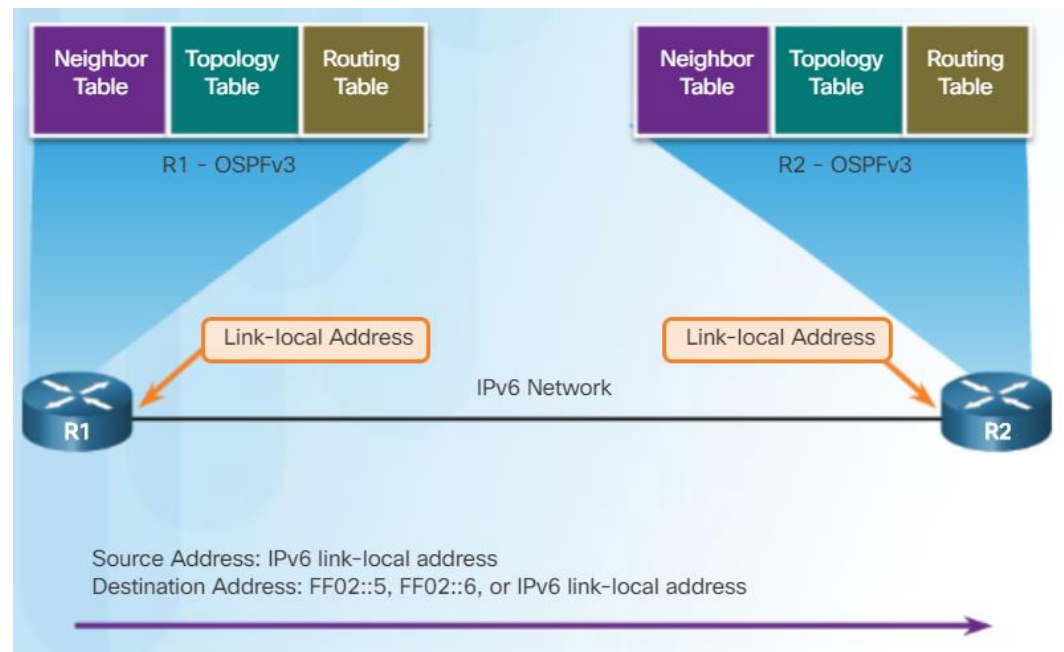 Neighbor
Table
Topology
Table
Routing
Table
Neighbor
Table
Topology
Table
Routing
Table
R1 - OSPFv3
R2 - OSPFv3
Link-local Address
Link-local Address
IPv6 Network
R1
R2
Source Address: IPv6 link-local address
Destination Address: FF02::5, FF02::6, or IPv6 link-local address